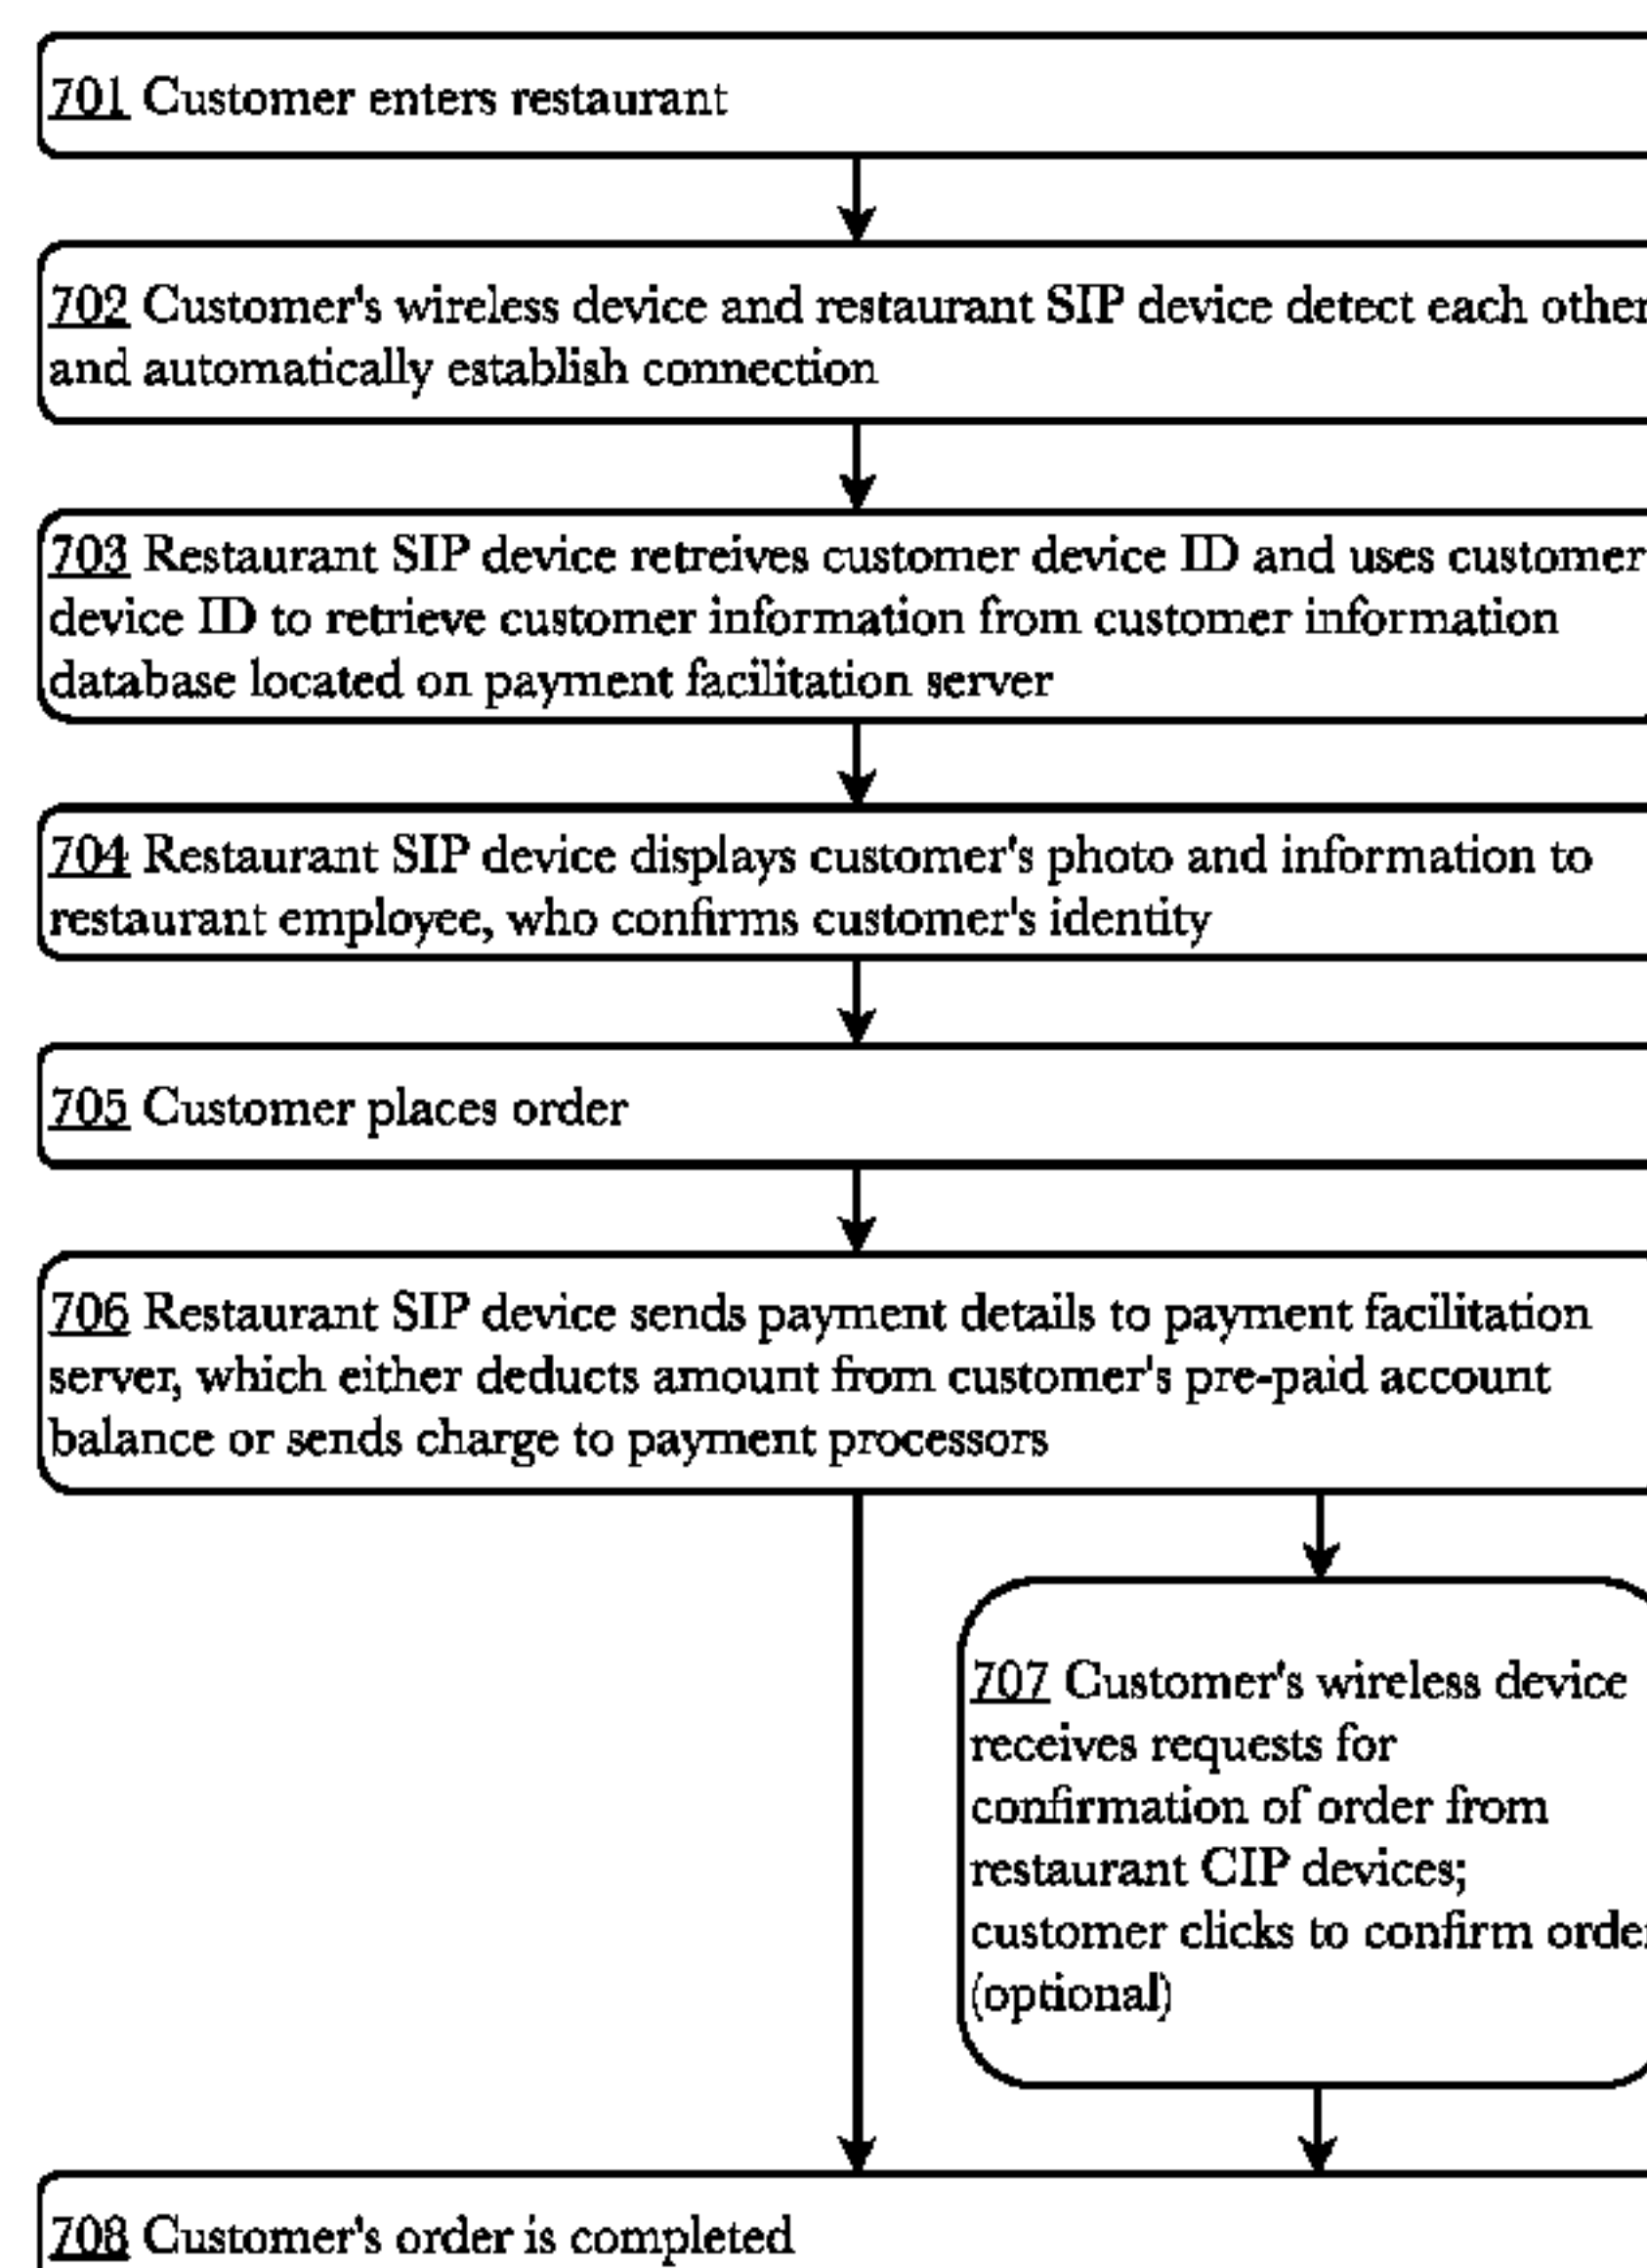 701 Customer enters restaurant
702 Customer's wireless device and restaurant SIP device detect each other
and automatically establish connection
703 Restaurant SIP device retreives customer device ID and uses customer
device ID to retrieve customer information from customer information
database located on payment facilitation server
704 Restaurant SIP device displays customer's photo and information to
restaurant employee, who confirms customer's identity
705 Customer places order
706 Restaurant SIP device sends payment details to payment facilitation
server, which either deducts amount from customer's pre-paid account
balance or sends charge to payment processors
707 Customer's wireless device
receives requests for
confirmation of order from
restaurant CIP devices;
customer clicks to confirm order
(optional)
708 Customer's order is completed